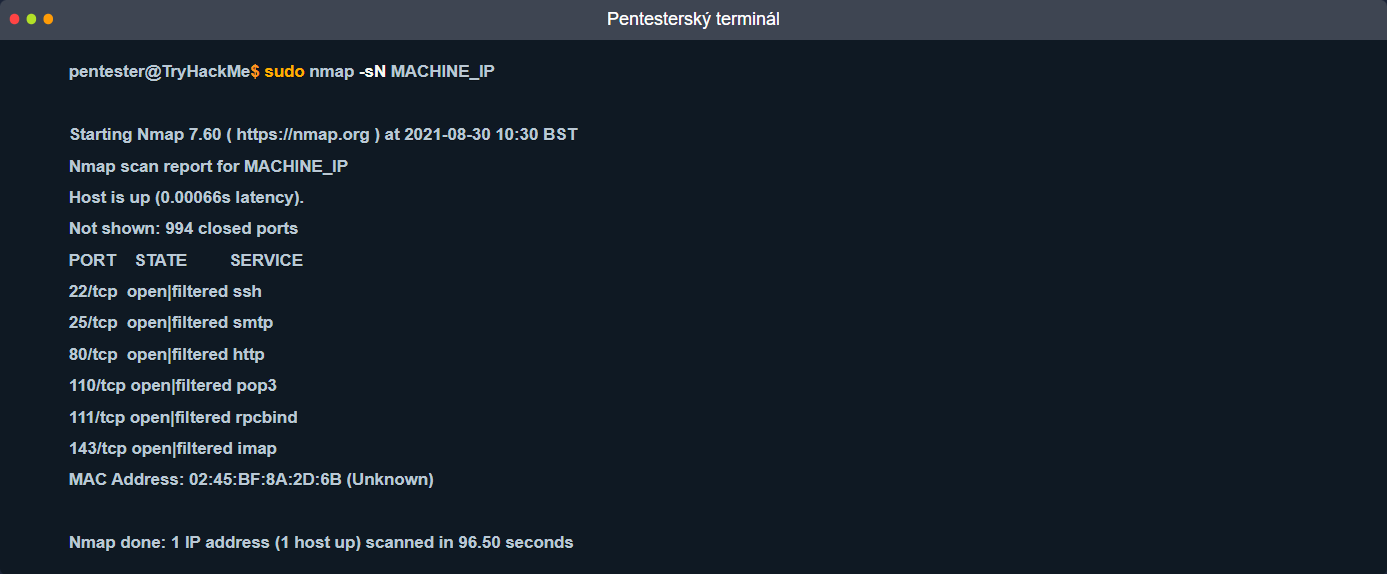 Pentesterský terminál
pentester@TryHackMe$ sudo nmap -sN MACHINE_IP
Starting Nmap 7.60 ( https://nmap.org ) at 2021-08-30 10:30 BST
Nmap scan report for MACHINE_IP
Host is up (0.00066s latency).
Not shown: 994 closed ports
PORT    STATE         SERVICE
22/tcp  open|filtered ssh
25/tcp  open|filtered smtp
80/tcp  open|filtered http
110/tcp open|filtered pop3
111/tcp open|filtered rpcbind
143/tcp open|filtered imap
MAC Address: 02:45:BF:8A:2D:6B (Unknown)
Nmap done: 1 IP address (1 host up) scanned in 96.50 seconds